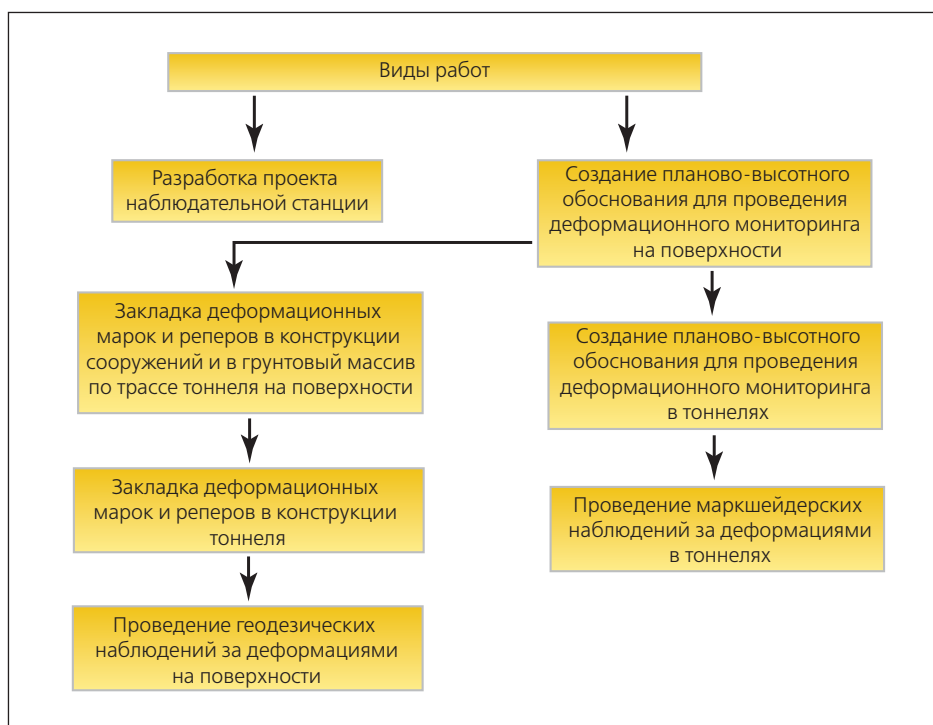 Виды работ
Разработка проекта
наблюдательной станции
Создание планово-высотного
обоснования для проведения
деформационного мониторинга
на поверхности
Закладка деформационных
марок и реперов в конструкции
сооружений и в грунтовый массив
по трассе тоннеля на поверхности
Создание планово-высотного
обоснования для проведения
деформационного мониторинга
в тоннелях
Закладка деформационных
марок и реперов в конструкции
тоннеля
Проведение маркшейдерских
наблюдений за деформациями
в тоннелях
Проведение геодезических
наблюдений за деформациями
на поверхности